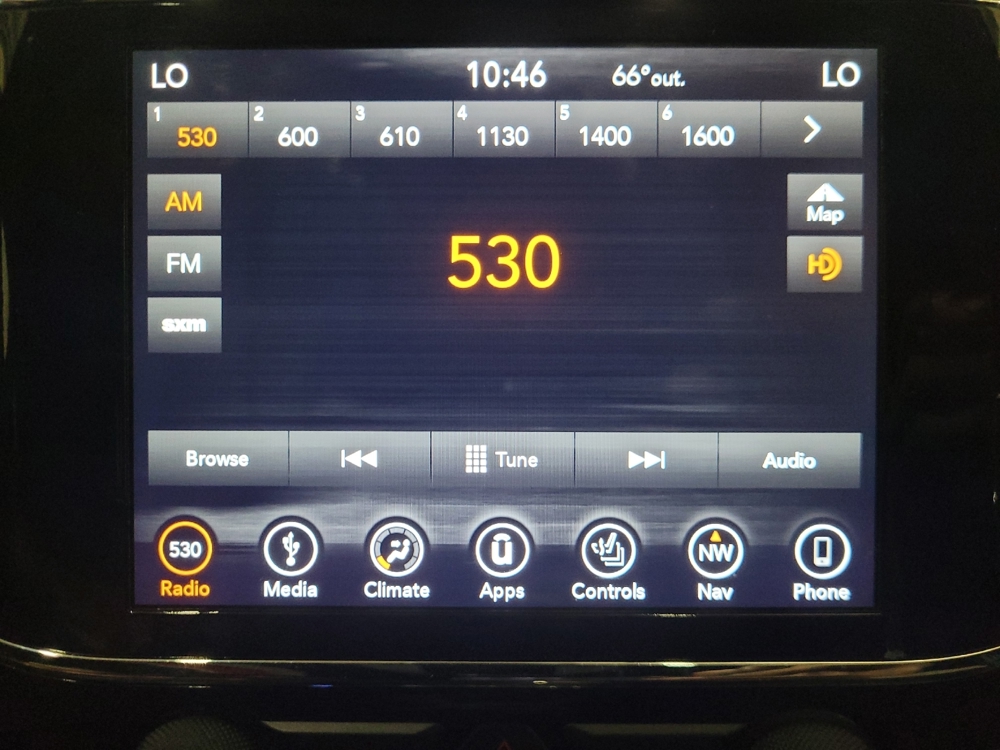 LO 10:46 66° out. LO
1 530 2 600 3 610 4 1130 5 1400 6 1600
AM
FM
sxm
530
Map
HD
Browse Tune Audio
530 NW
Radio Media Climate Apps Controls Nav Phone